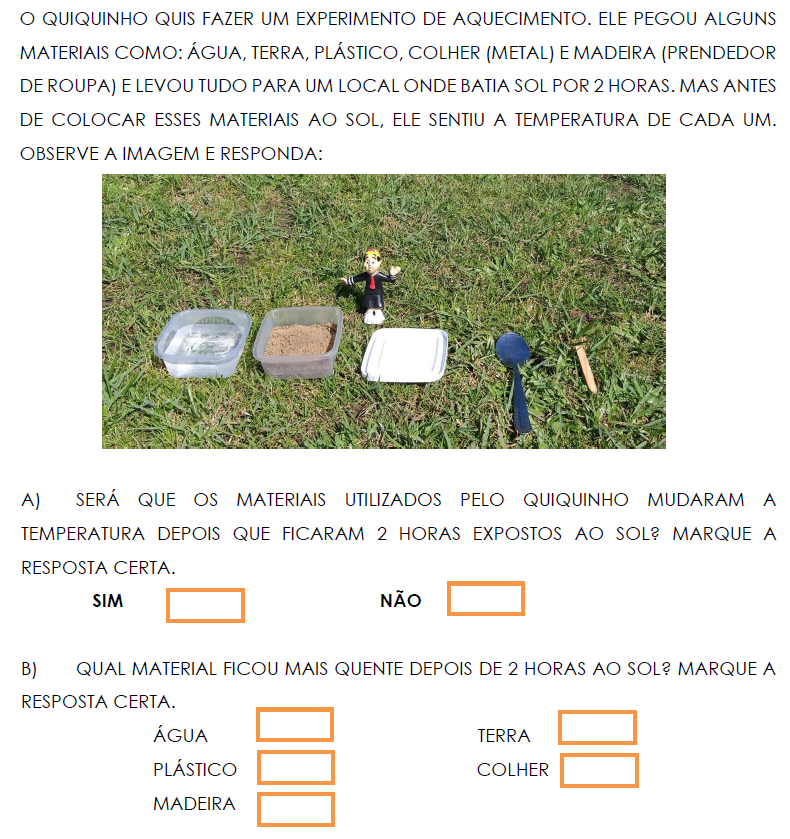 O QUIQUINHO QUIS FAZER UM EXPERIMENTO DE AQUECIMENTO. ELE PEGOU ALGUNS
MATERIAIS COMO: ÁGUA, TERRA, PLÁSTICO, COLHER (METAL) E MADEIRA (PRENDEDOR
DE ROUPA) E LEVOU TUDO PARA UM LOCAL ONDE BATIA SOL POR 2 HORAS. MAS ANTES
DE COLOCAR ESSES MATERIAIS AO SOL, ELE SENTIU A TEMPERATURA DE CADA UM.
OBSERVE A IMAGEM E RESPONDA:
A) SERÁ QUE OS MATERIAIS UTILIZADOS PELO QUIQUINHO MUDARAM A
TEMPERATURA DEPOIS QUE FICARAM 2 HORAS EXPOSTOS AO SOL? MARQUE A
RESPOSTA CERTA.
SIM NÃO
B) QUAL MATERIAL FICOU MAIS QUENTE DEPOIS DE 2 HORAS AO SOL? MARQUE A
RESPOSTA CERTA.
ÁGUA TERRA
PLÁSTICO COLHER
MADEIRA